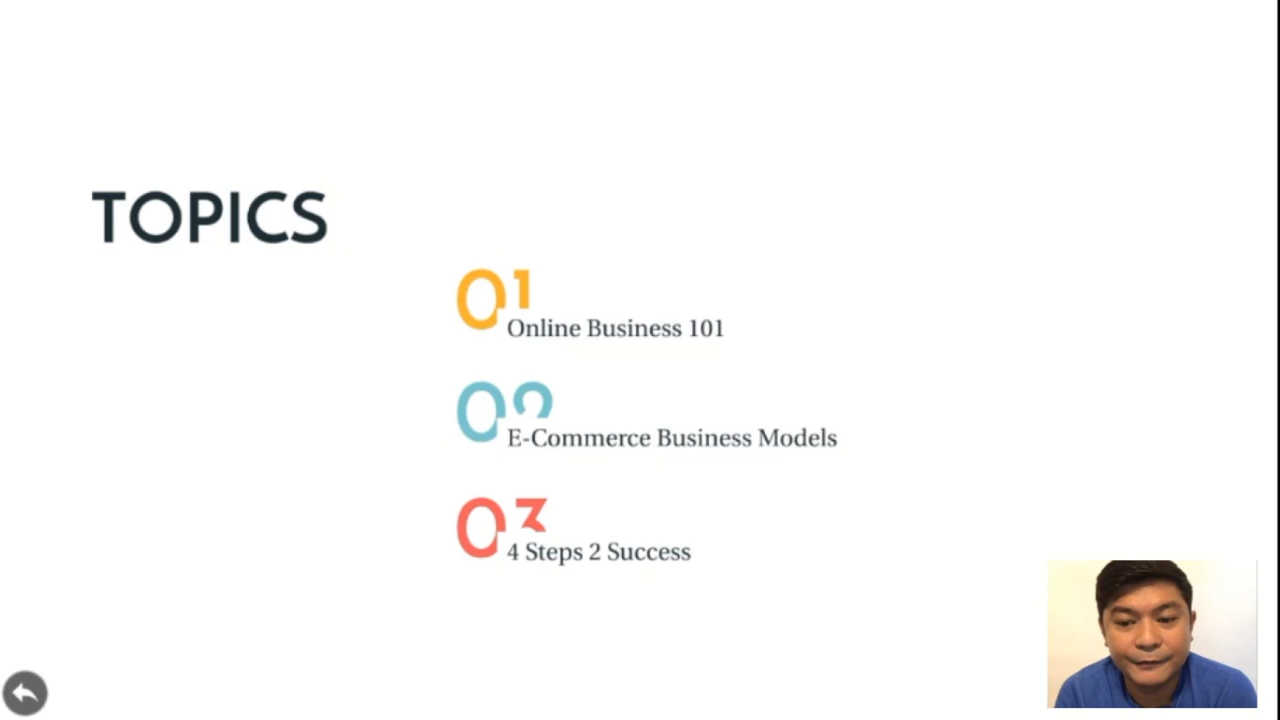 TOPICS
01
Online Business 101
02
E-Commerce Business Models
03
4 Steps 2 Success